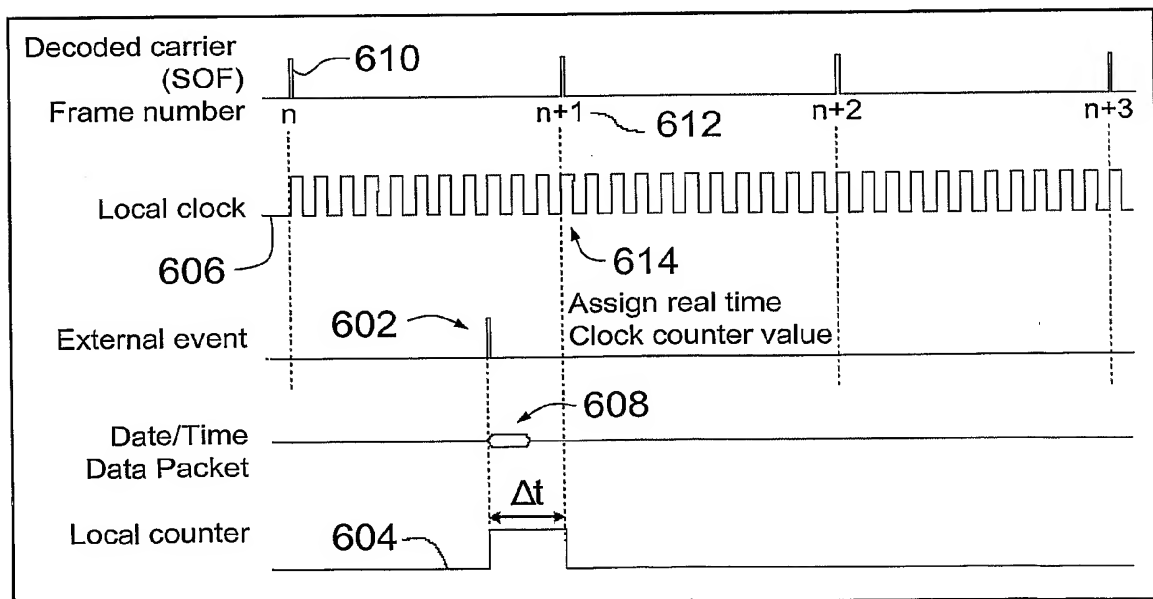 Decoded carrier
(SOF)
610
Frame number
n
n+1
612
n+2
n+3
Local clock
606
614
Assign real time
Clock counter value
External event
602
608
Date/Time
Data Packet
Δt
Local counter
604